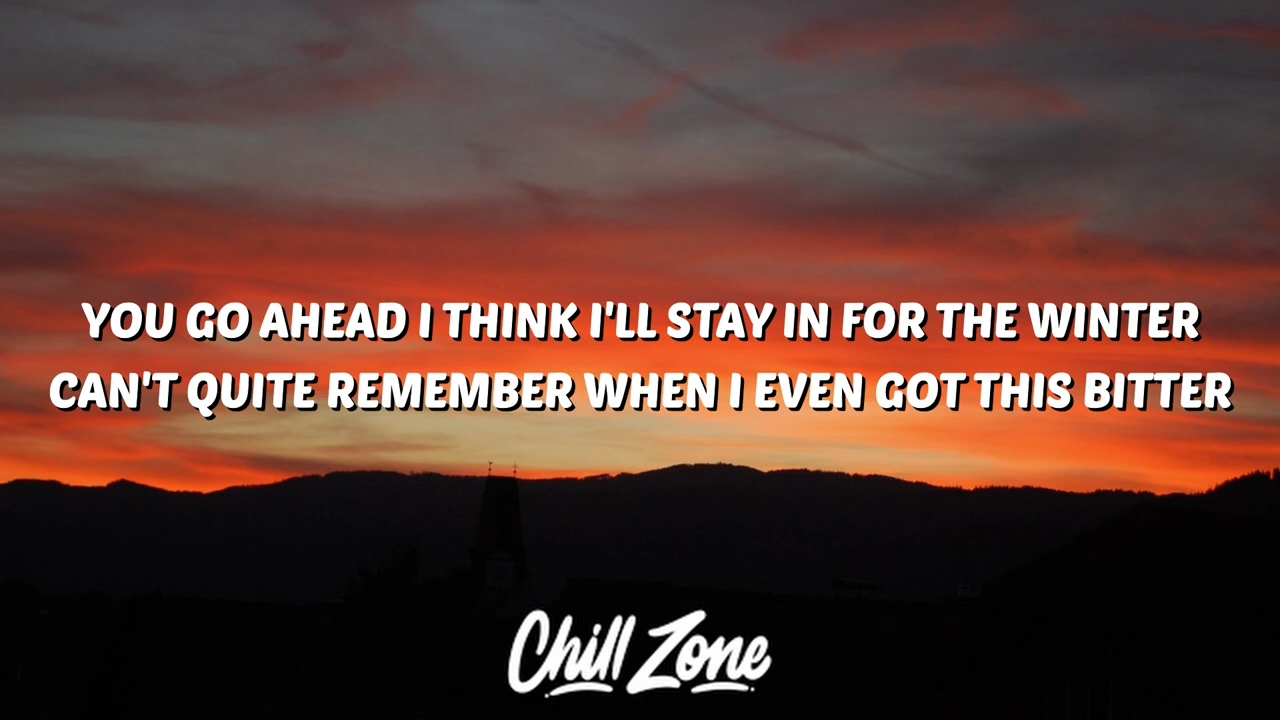 YOU GO AHEAD I THINK I'LL STAY IN FOR THE WINTER
CAN'T QUITE REMEMBER WHEN I EVEN GOT THIS BITTER
Chill Zone